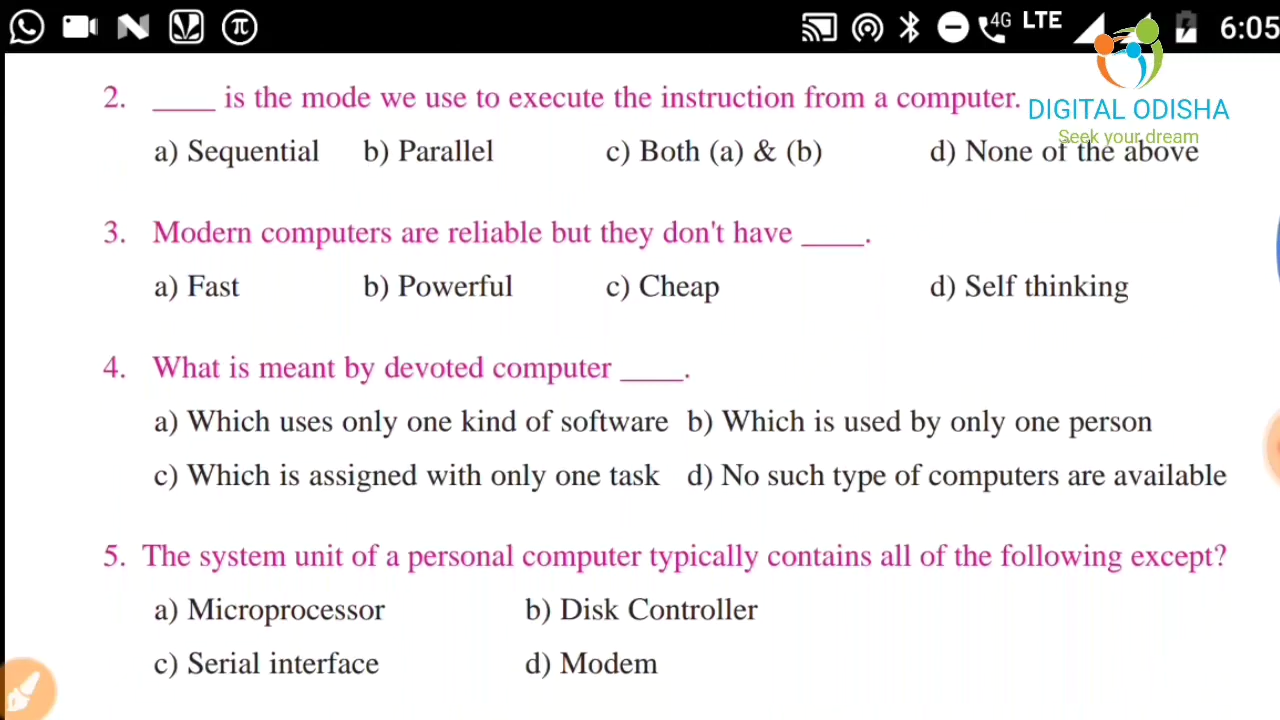 4G LTE 6:05
2. ____ is the mode we use to execute the instruction from a computer.
DIGITAL ODISHA
Seek your dream
a) Sequential b) Parallel c) Both (a) & (b) d) None of the above
3. Modern computers are reliable but they don't have ____.
a) Fast b) Powerful c) Cheap d) Self thinking
4. What is meant by devoted computer ____.
a) Which uses only one kind of software b) Which is used by only one person
c) Which is assigned with only one task d) No such type of computers are available
5. The system unit of a personal computer typically contains all of the following except?
a) Microprocessor b) Disk Controller
c) Serial interface d) Modem